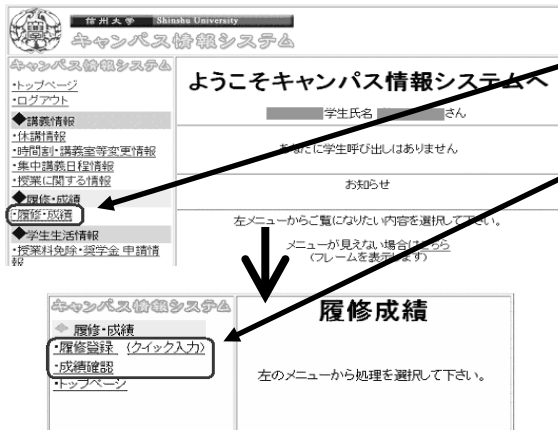 信州大学 Shinshu University
キャンパス情報システム
キャンパス情報システム
・トップページ
・ログアウト
◆講義情報
・休講情報
・時間割・講義室等変更情報
・集中講義日程情報
・授業に関する情報
◆履修・成績
・履修・成績
◆学生生活情報
・授業料免除・奨学金 申請情
報
ようこそキャンパス情報システムへ
学生氏名 さん
あなたに学生呼び出しはありません
お知らせ
左メニューからご覧になりたい内容を選択して下さい。
メニューが見えない場合はこちら
(フレームを表示します)
キャンパス情報システム
◆ 履修・成績
・履修登録 (クイック入力)
・成績確認
・トップページ
履修成績
左のメニューから処理を選択して下さい。